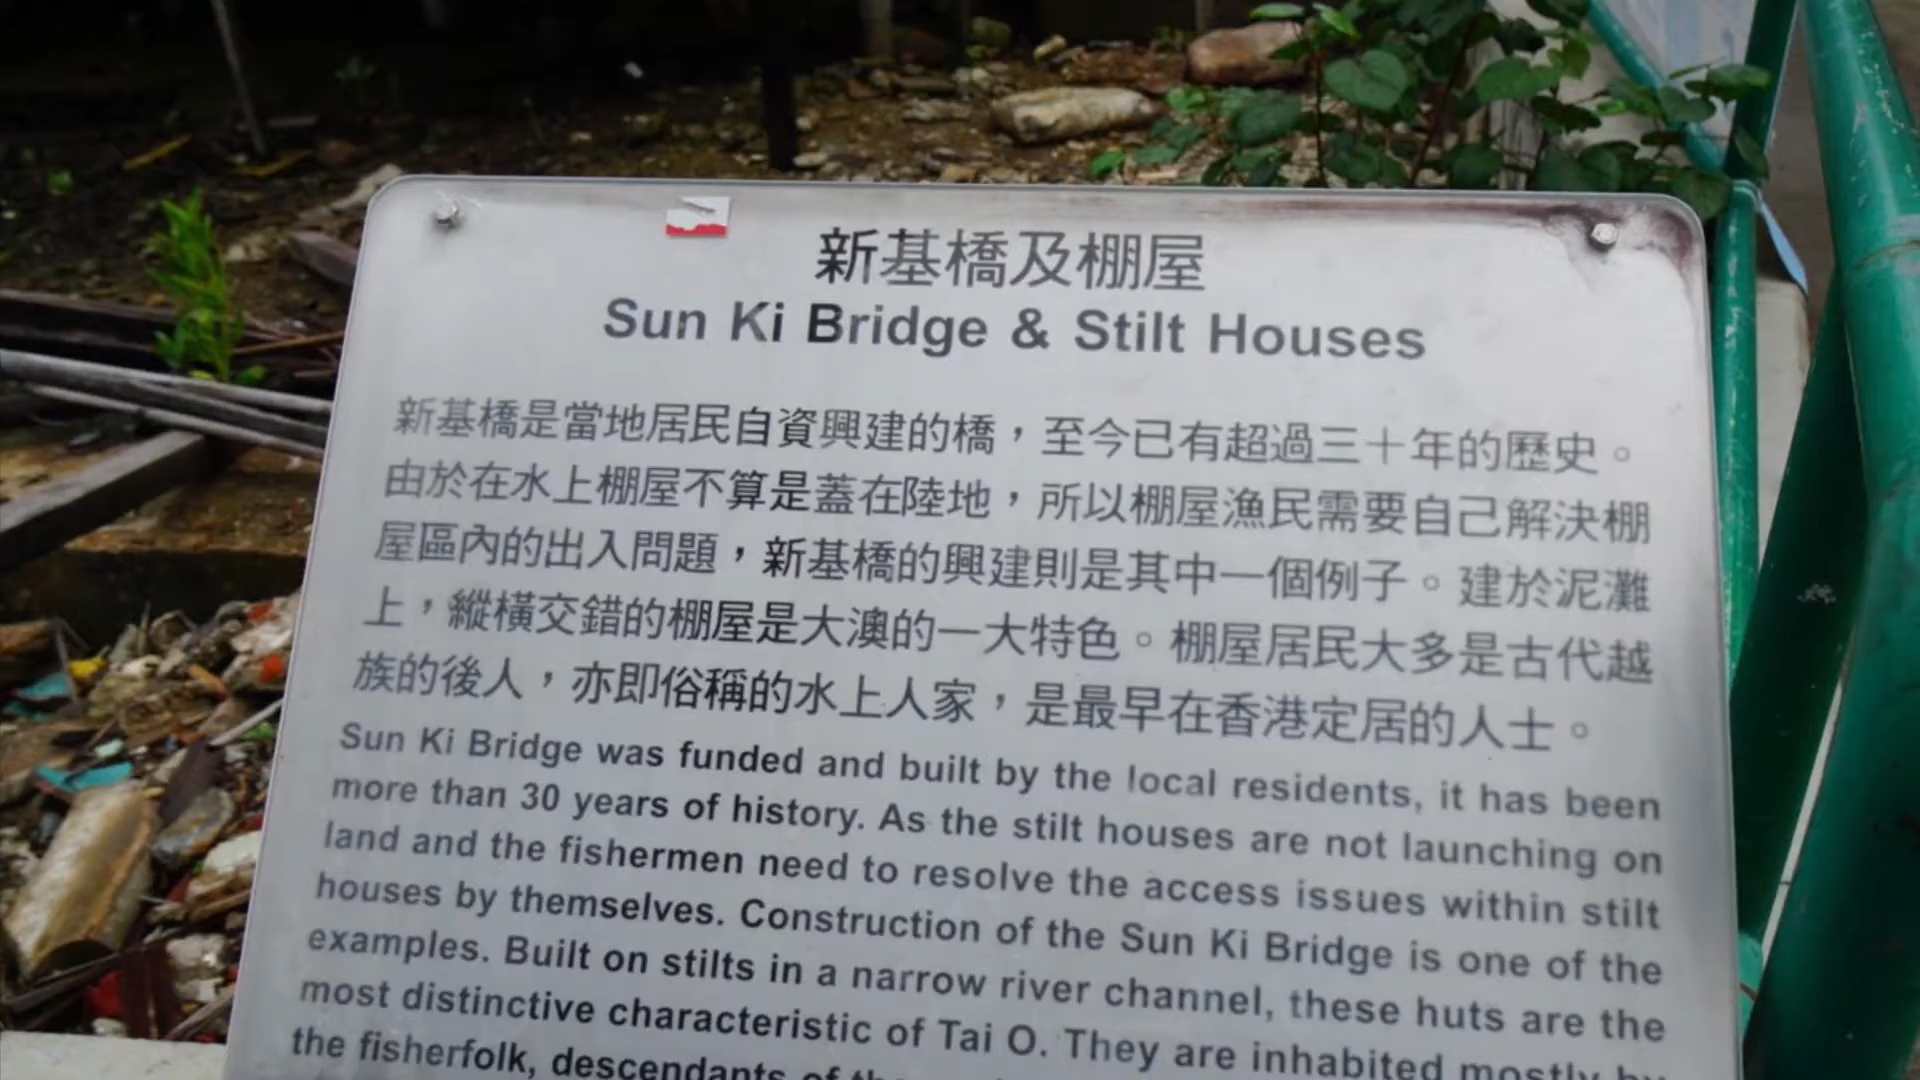 新基橋及棚屋
Sun Ki Bridge & Stilt Houses
新基橋是當地居民自資興建的橋，至今已有超過三十年的歷史。
由於在水上棚屋不算是蓋在陸地，所以棚屋漁民需要自己解決棚
屋區內的出入問題，新基橋的興建則是其中一個例子。建於泥灘
上，縱橫交錯的棚屋是大澳的一大特色。棚屋居民大多是古代越
族的後人，亦即俗稱的水上人家，是最早在香港定居的人士。
Sun Ki Bridge was funded and built by the local residents, it has been
more than 30 years of history. As the stilt houses are not launching on
land and the fishermen need to resolve the access issues within stilt
houses by themselves. Construction of the Sun Ki Bridge is one of the
examples. Built on stilts in a narrow river channel, these huts are the
most distinctive characteristic of Tai O. They are inhabited mostly by
the fisherfolk, descendants of